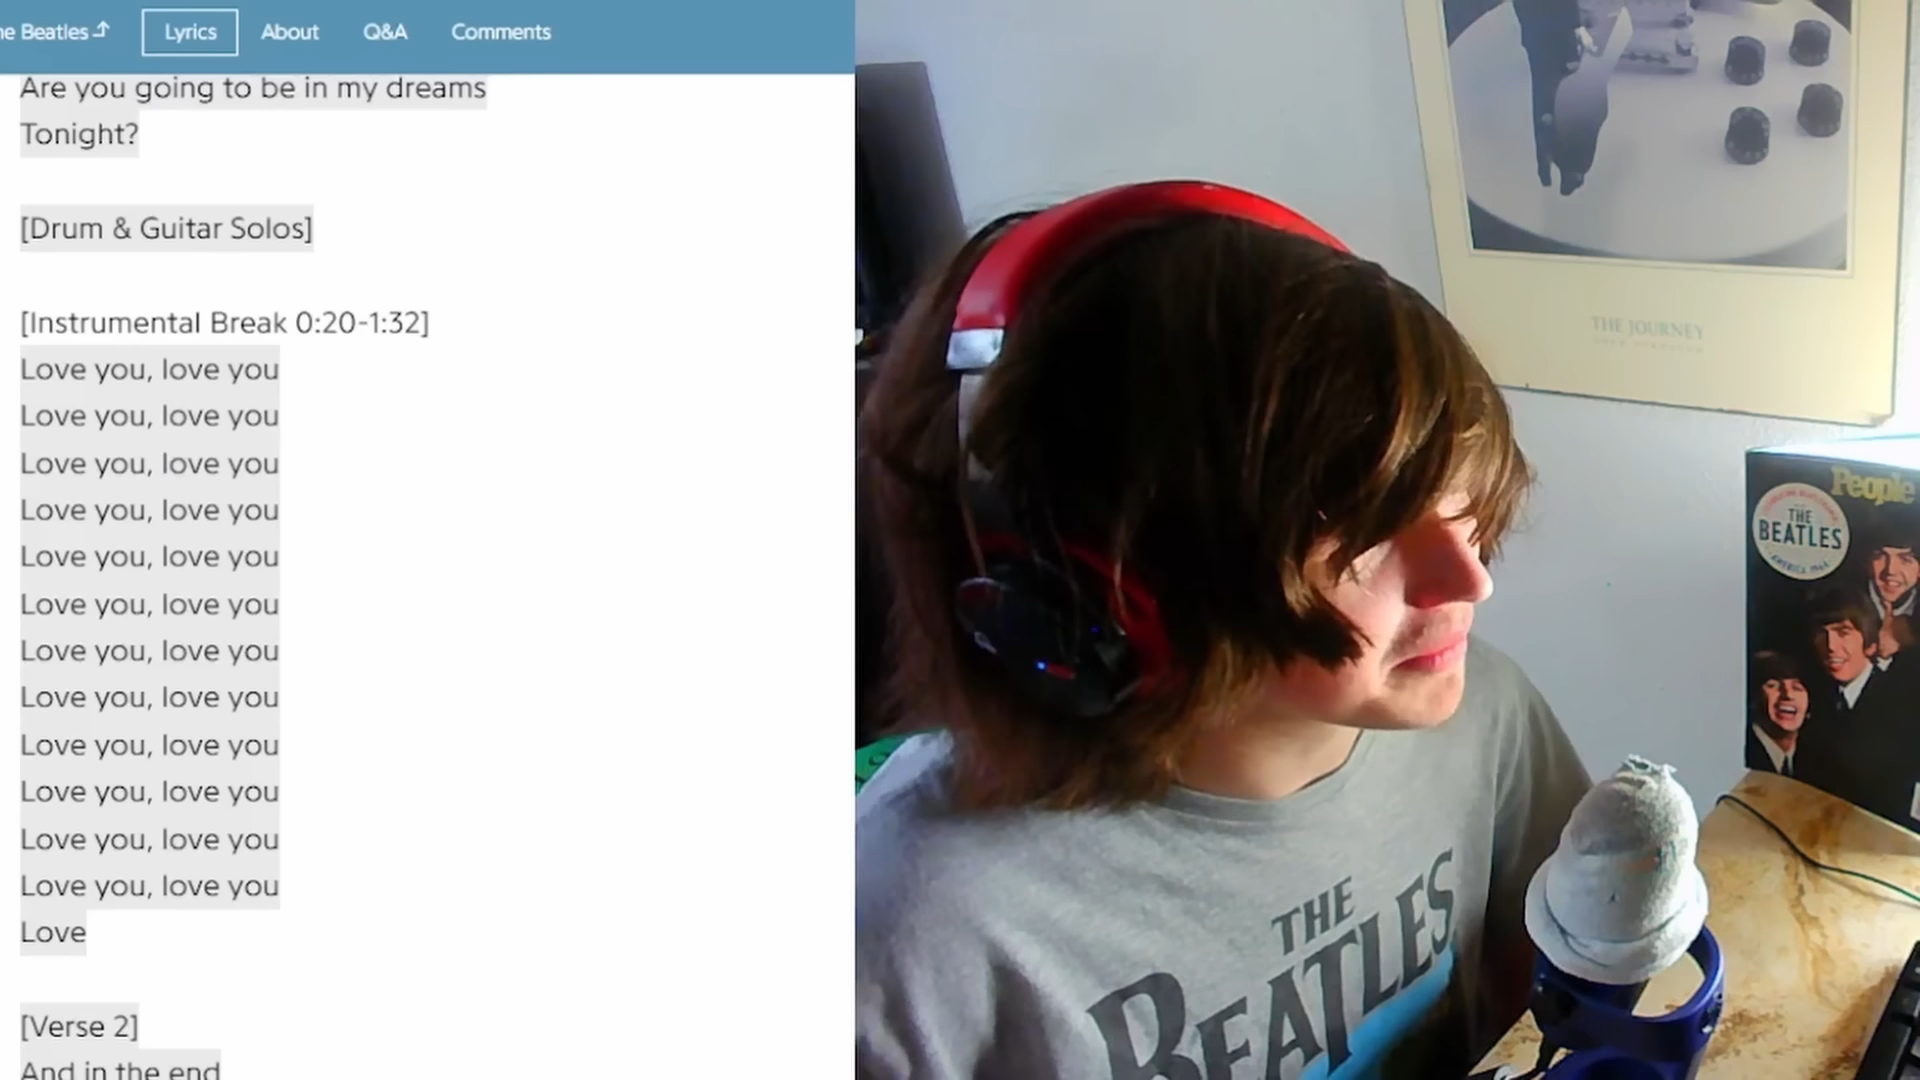 he Beatles
Lyrics
About
Q&A
Comments
Are you going to be in my dreams
Tonight?
[Drum & Guitar Solos]
[Instrumental Break 0:20-1:32]
Love you, love you
Love you, love you
Love you, love you
Love you, love you
Love you, love you
Love you, love you
Love you, love you
Love you, love you
Love you, love you
Love you, love you
Love you, love you
Love you, love you
Love
[Verse 2]
And in the end
THE JOURNEY
People
THE
BEATLES
AMERICA 1964
THE
BEATLES